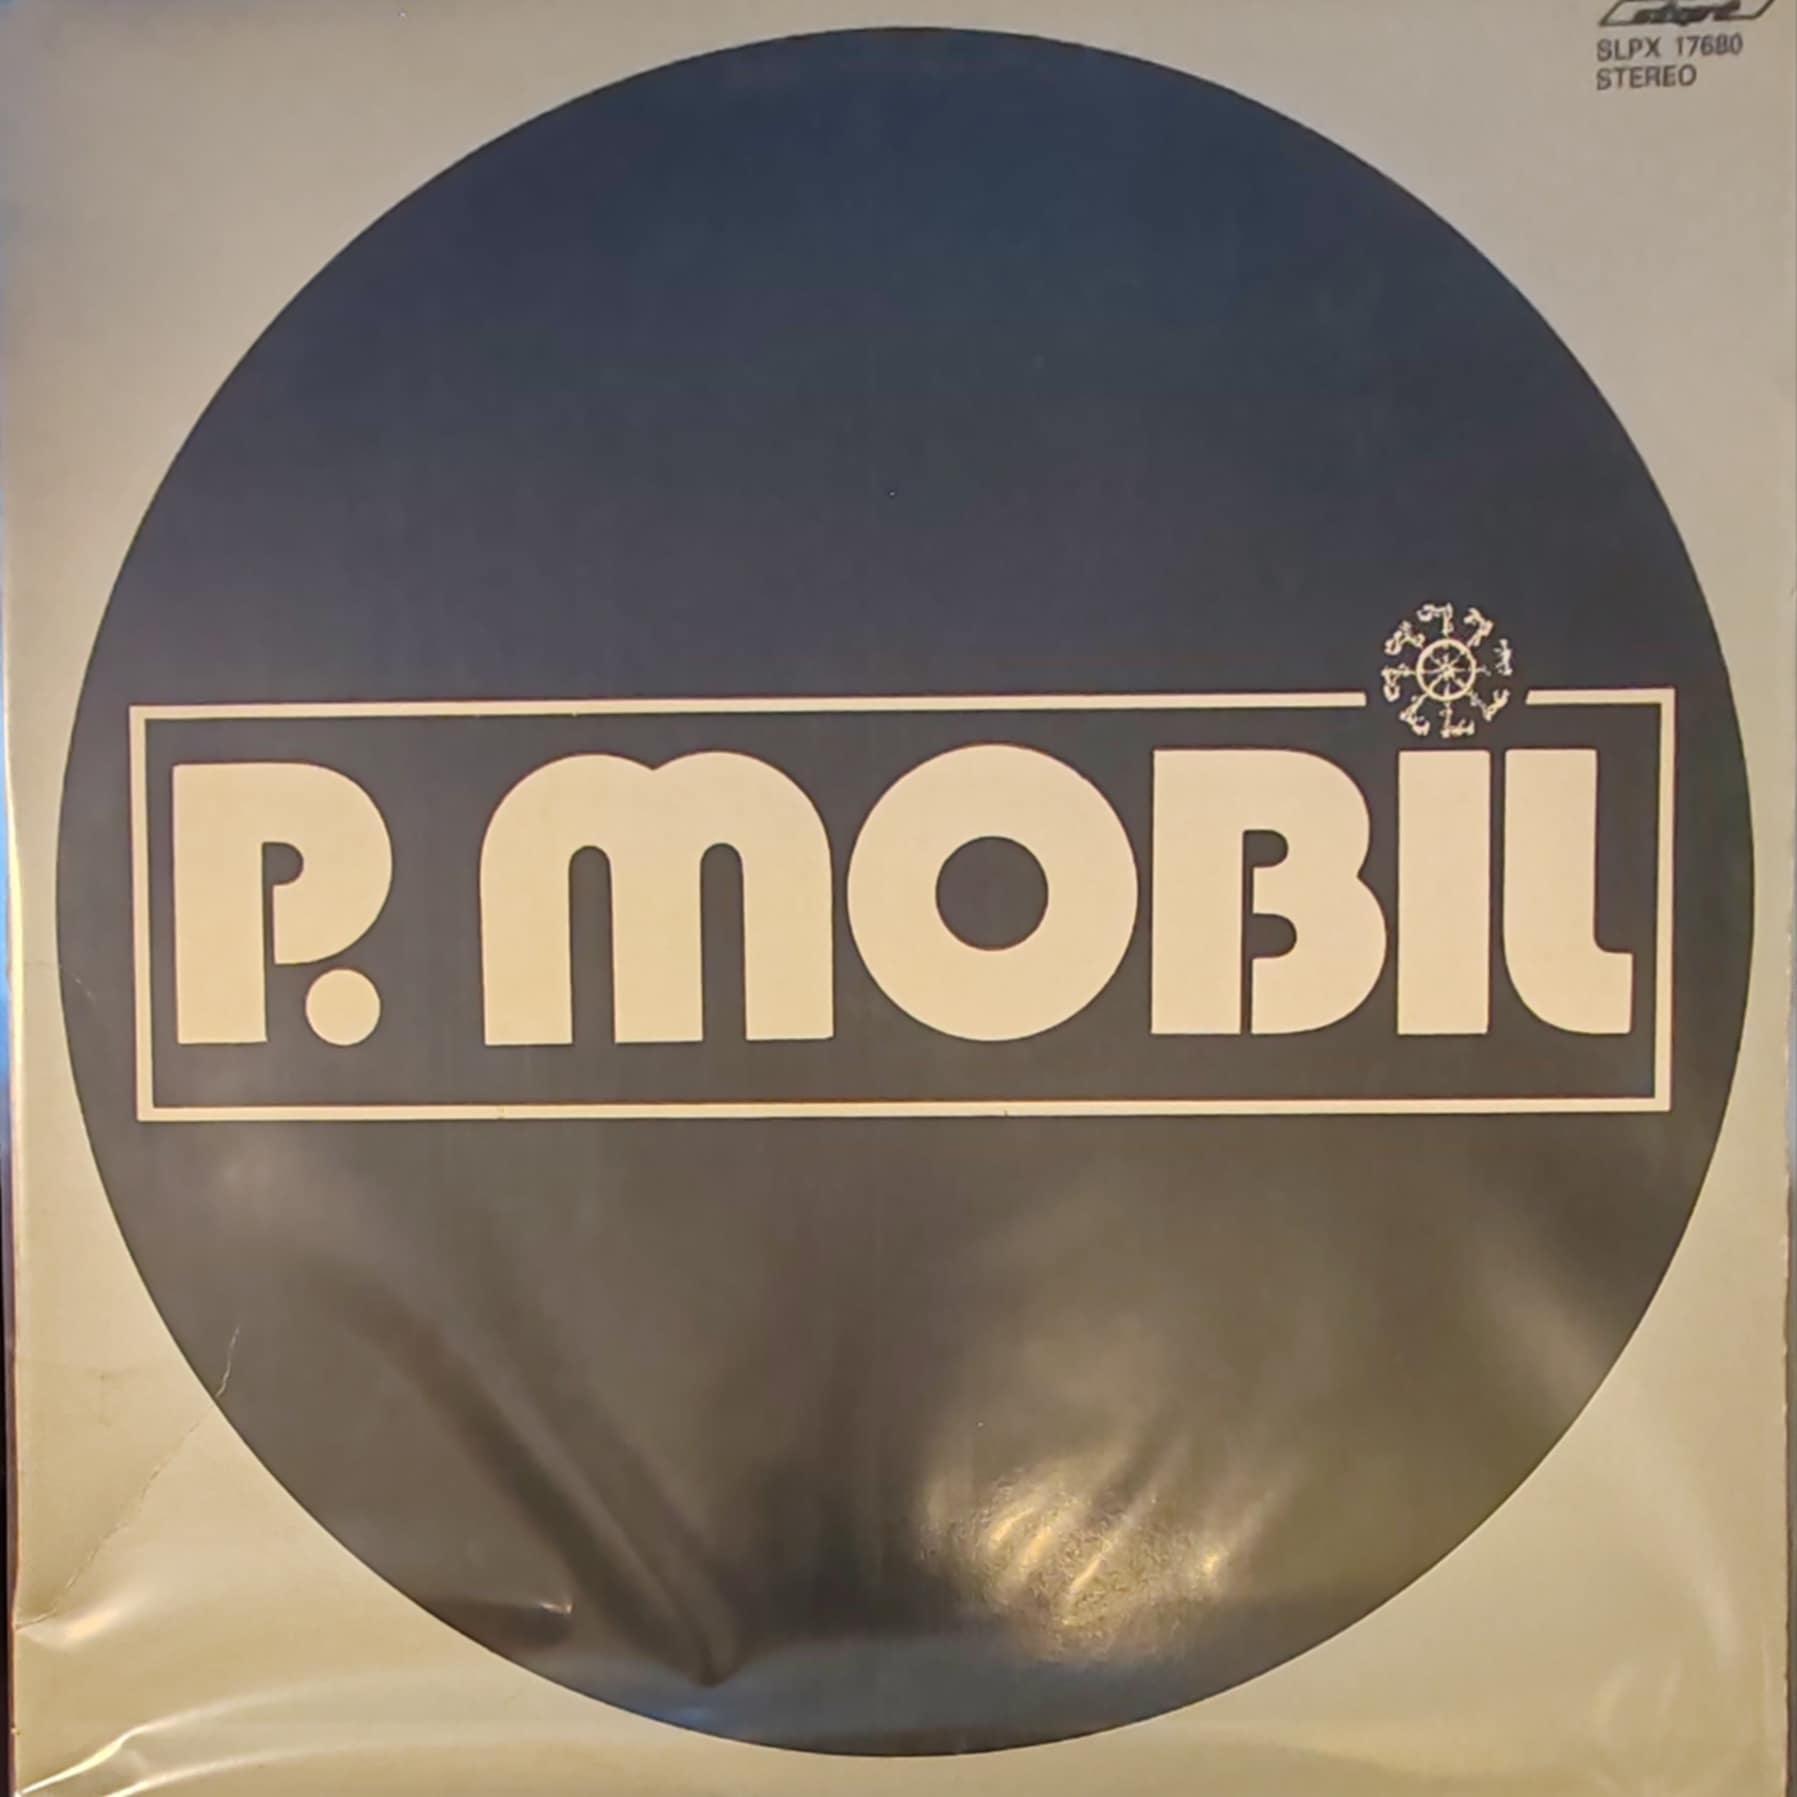 SLPX 17680
STEREO
P. MOBIL